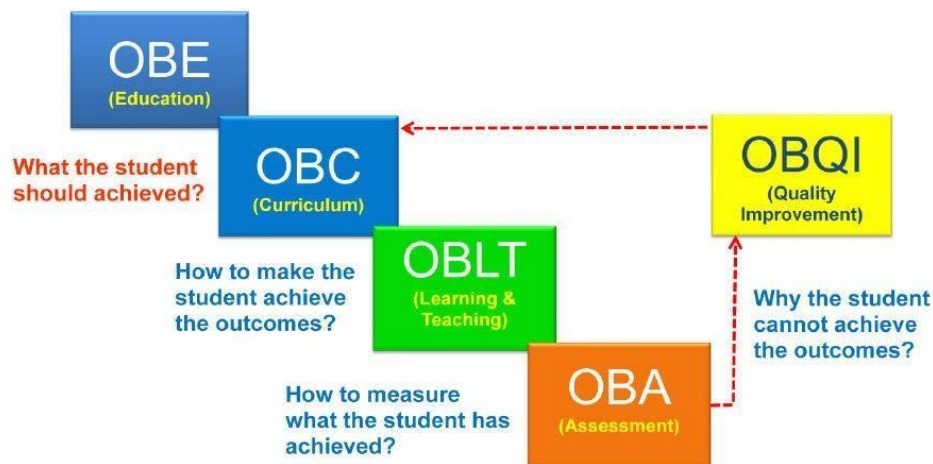 OBE
(Education)
What the student
should achieved?
OBC
(Curriculum)
OBQI
(Quality
Improvement)
How to make the
student achieve
the outcomes?
OBLT
(Learning &
Teaching)
Why the student
cannot achieve
the outcomes?
How to measure
what the student has
achieved?
OBA
(Assessment)